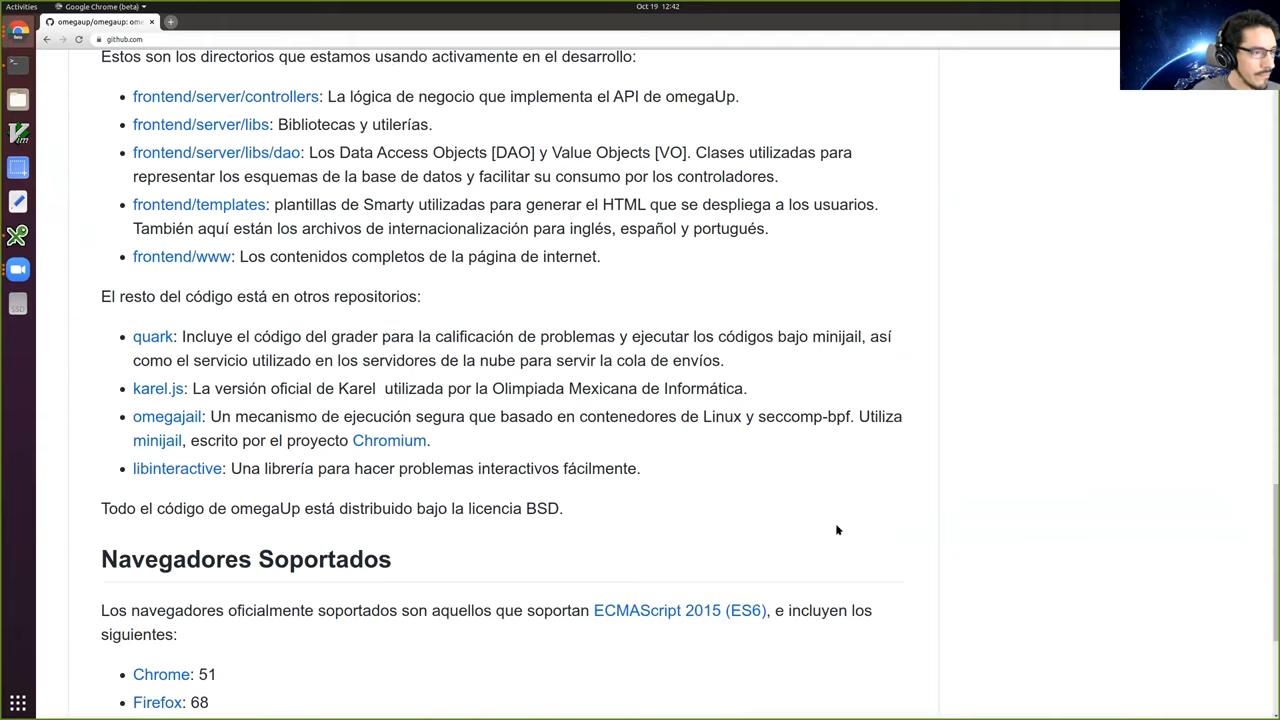 Activities
Google Chrome (Beta)
Oct 19 12:42
omegaup/omegaup: ome
github.com
Estos son los directorios que estamos usando activamente en el desarrollo:
frontend/server/controllers: La lógica de negocio que implementa el API de omegaUp.
frontend/server/libs: Bibliotecas y utilerías.
frontend/server/libs/dao: Los Data Access Objects [DAO] y Value Objects [VO]. Clases utilizadas para
representar los esquemas de la base de datos y facilitar su consumo por los controladores.
frontend/templates: plantillas de Smarty utilizadas para generar el HTML que se despliega a los usuarios.
También aquí están los archivos de internacionalización para inglés, español y portugués.
frontend/www: Los contenidos completos de la página de internet.
El resto del código está en otros repositorios:
quark: Incluye el código del grader para la calificación de problemas y ejecutar los códigos bajo minijail, así
como el servicio utilizado en los servidores de la nube para servir la cola de envíos.
karel.js: La versión oficial de Karel utilizada por la Olimpiada Mexicana de Informática.
omegajail: Un mecanismo de ejecución segura que basado en contenedores de Linux y seccomp-bpf. Utiliza
minijail, escrito por el proyecto Chromium.
libinteractive: Una librería para hacer problemas interactivos fácilmente.
Todo el código de omegaUp está distribuido bajo la licencia BSD.
Navegadores Soportados
Los navegadores oficialmente soportados son aquellos que soportan ECMAScript 2015 (ES6), e incluyen los
siguientes:
Chrome: 51
Firefox: 68